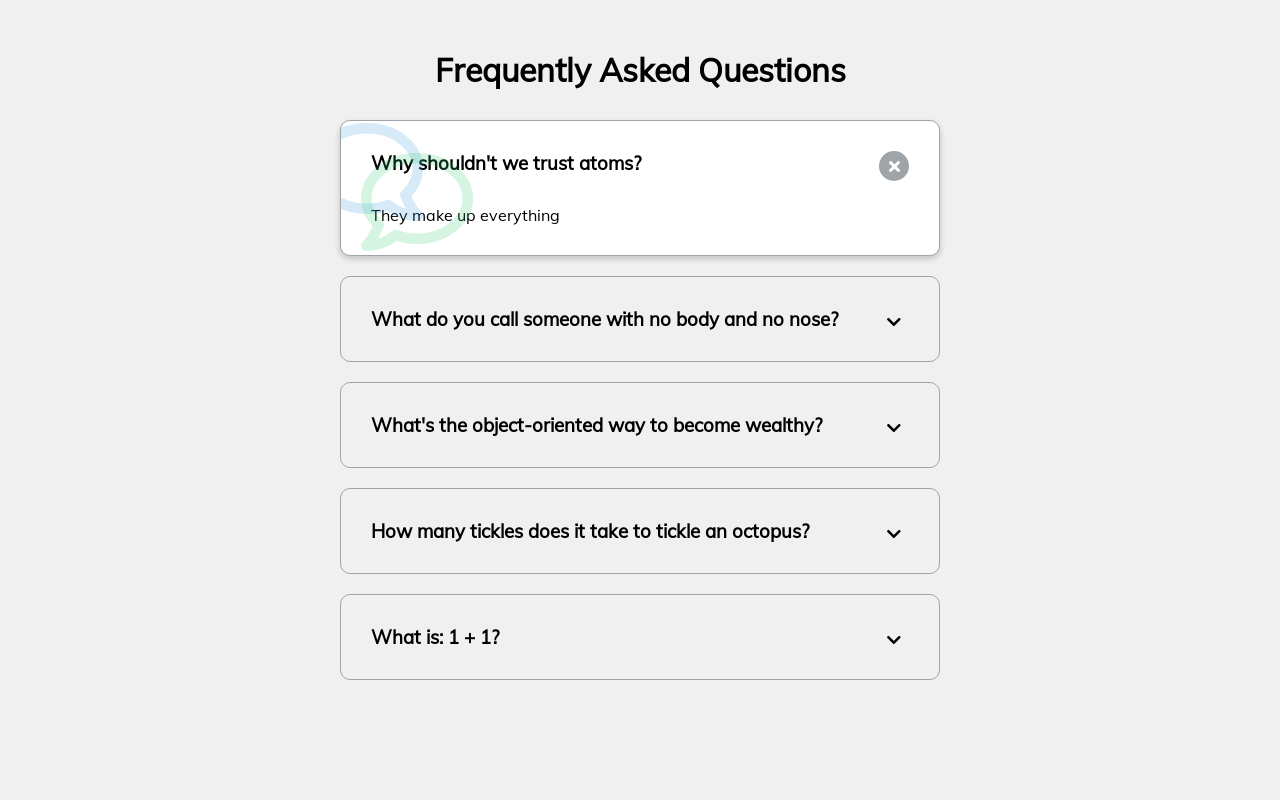 Frequently Asked Questions
Why shouldn't we trust atoms?
They make up everything
What do you call someone with no body and no nose?
What's the object-oriented way to become wealthy?
How many tickles does it take to tickle an octopus?
What is: 1 + 1?